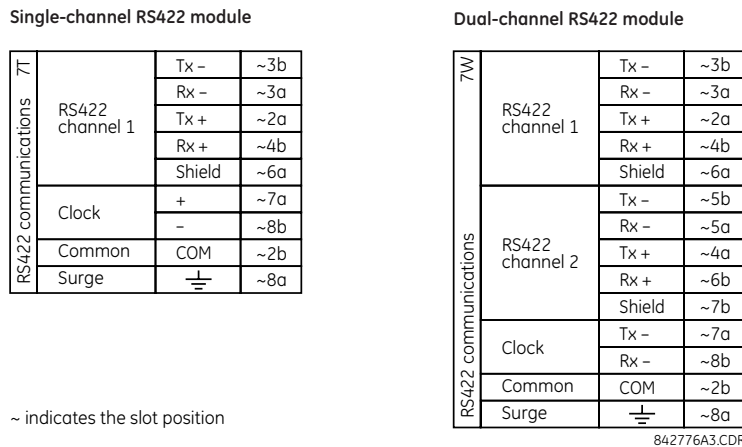 Single-channel RS422 module
RS422 communications 7T
RS422 channel 1
Tx – ~3b
Rx – ~3a
Tx + ~2a
Rx + ~4b
Shield ~6a
Clock
+ ~7a
– ~8b
Common COM ~2b
Surge ~8a
~ indicates the slot position
Dual-channel RS422 module
RS422 communications 7W
RS422 channel 1
Tx – ~3b
Rx – ~3a
Tx + ~2a
Rx + ~4b
Shield ~6a
RS422 channel 2
Tx – ~5b
Rx – ~5a
Tx + ~4a
Rx + ~6b
Shield ~7b
Clock
Tx – ~7a
Rx – ~8b
Common COM ~2b
Surge ~8a
842776A3.CDR